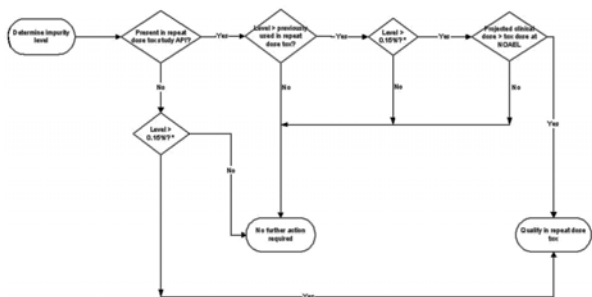 Determine impurity
level
Present in repeat
dose tox study API?
Yes
Level > previously
used in repeat
dose tox?
Yes
Level >
0.15%?*
Yes
Projected clinical
dose > tox dose at
NOAEL
No
No
No
No
Yes
Level >
0.15%?*
No
No further action
required
Qualify in repeat dose
tox
Yes